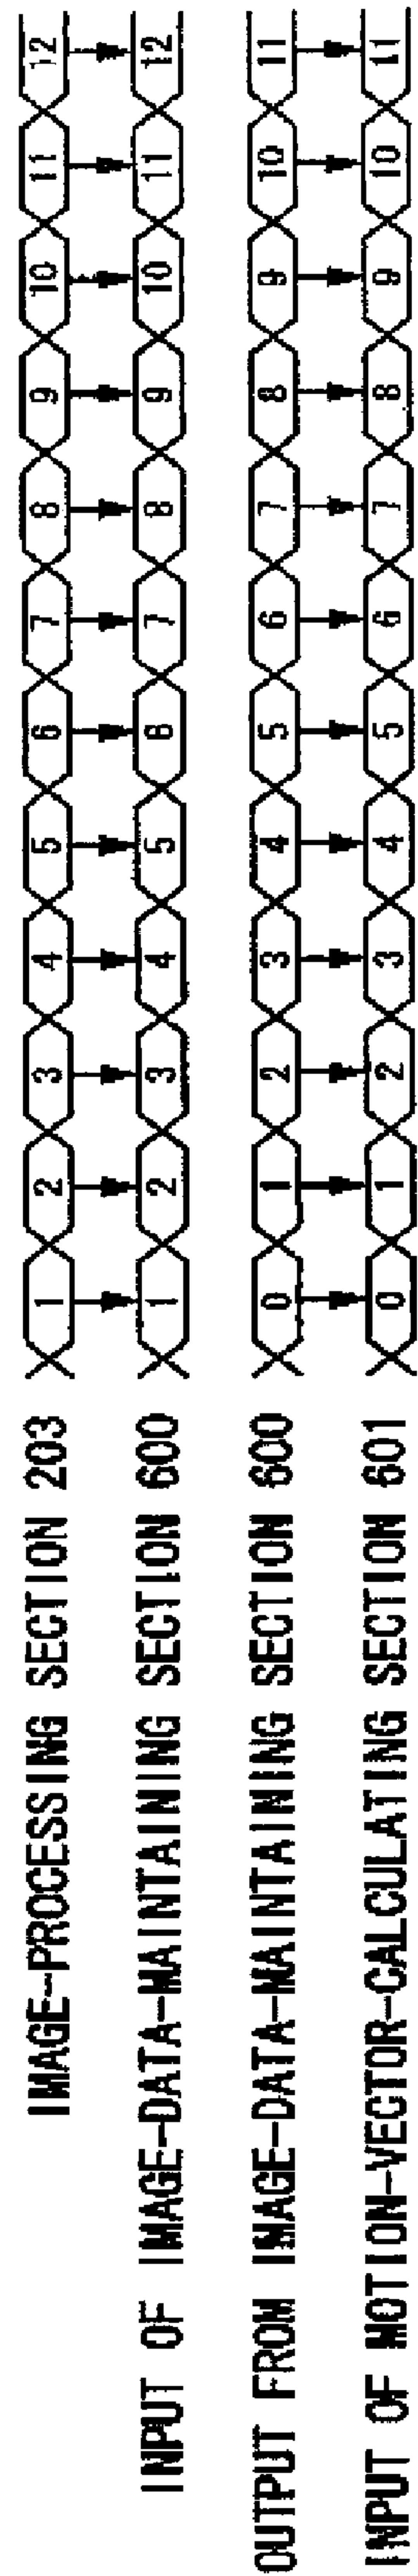 IMAGE-PROCESSING SECTION 203 1 2 3 4 5 6 7 8 9 10 11 12
INPUT OF IMAGE-DATA-MAINTAINING SECTION 600 1 2 3 4 5 6 7 8 9 10 11 12
OUTPUT FROM IMAGE-DATA-MAINTAINING SECTION 600 0 1 2 3 4 5 6 7 8 9 10 11
INPUT OF MOTION-VECTOR-CALCULATING SECTION 601 0 1 2 3 4 5 6 7 8 9 10 11